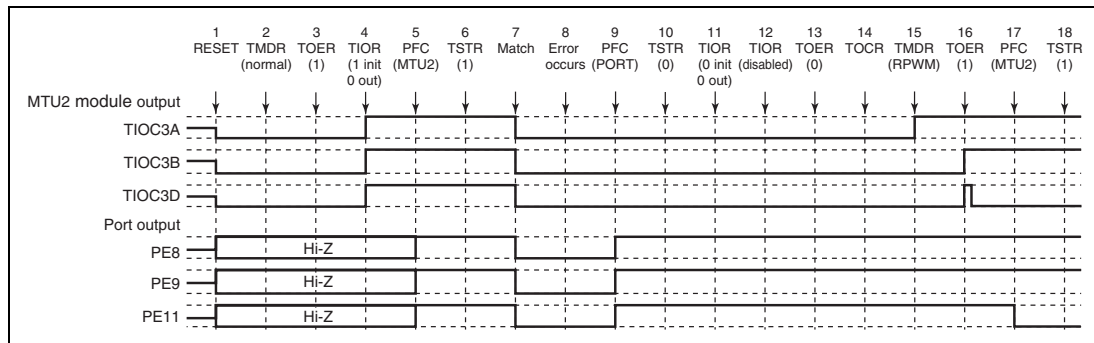 1 2 3 4 5 6 7 8 9 10 11 12 13 14 15 16 17 18
RESET TMDR TOER TIOR PFC TSTR Match Error PFC TSTR TIOR TIOR TOER TOCR TMDR TOER PFC TSTR
(normal) (1) (1 init (MTU2) (1) occurs (PORT) (0) (0 init (disabled) (0) (RPWM) (1) (MTU2) (1)
0 out) 0 out)
MTU2 module output
TIOC3A
TIOC3B
TIOC3D
Port output
PE8 Hi-Z
PE9 Hi-Z
PE11 Hi-Z